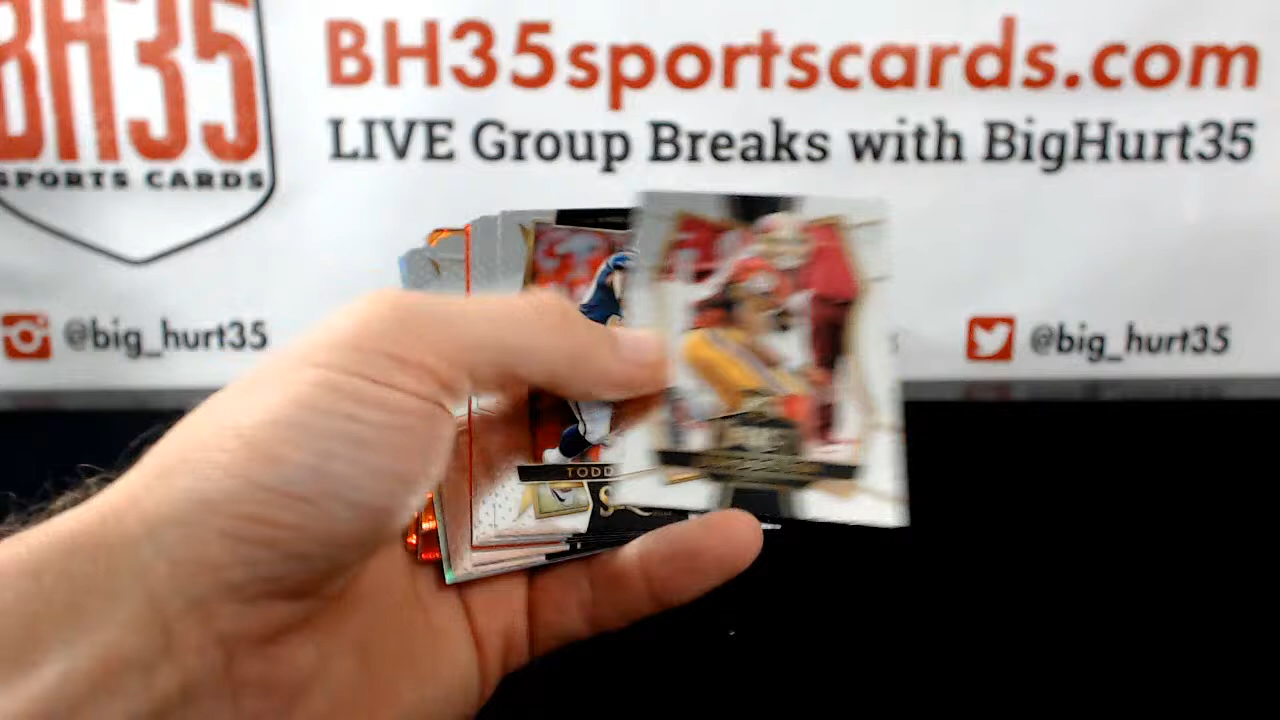 BH35
SPORTS CARDS
BH35sportscards.com
LIVE Group Breaks with BigHurt35
@big_hurt35
@big_hurt35
TODD